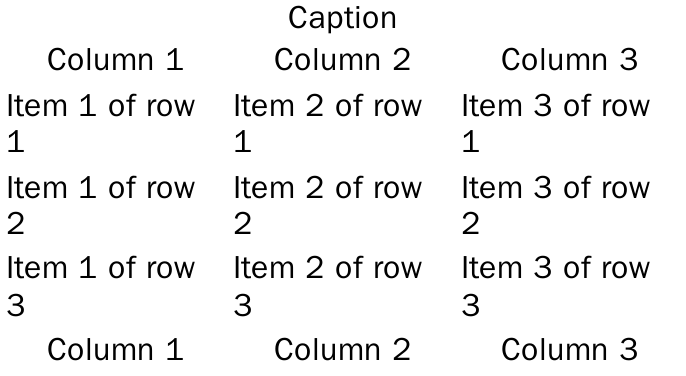 Caption
Column 1 Column 2 Column 3
Item 1 of row Item 2 of row Item 3 of row
1 1 1
Item 1 of row Item 2 of row Item 3 of row
2 2 2
Item 1 of row Item 2 of row Item 3 of row
3 3 3
Column 1 Column 2 Column 3